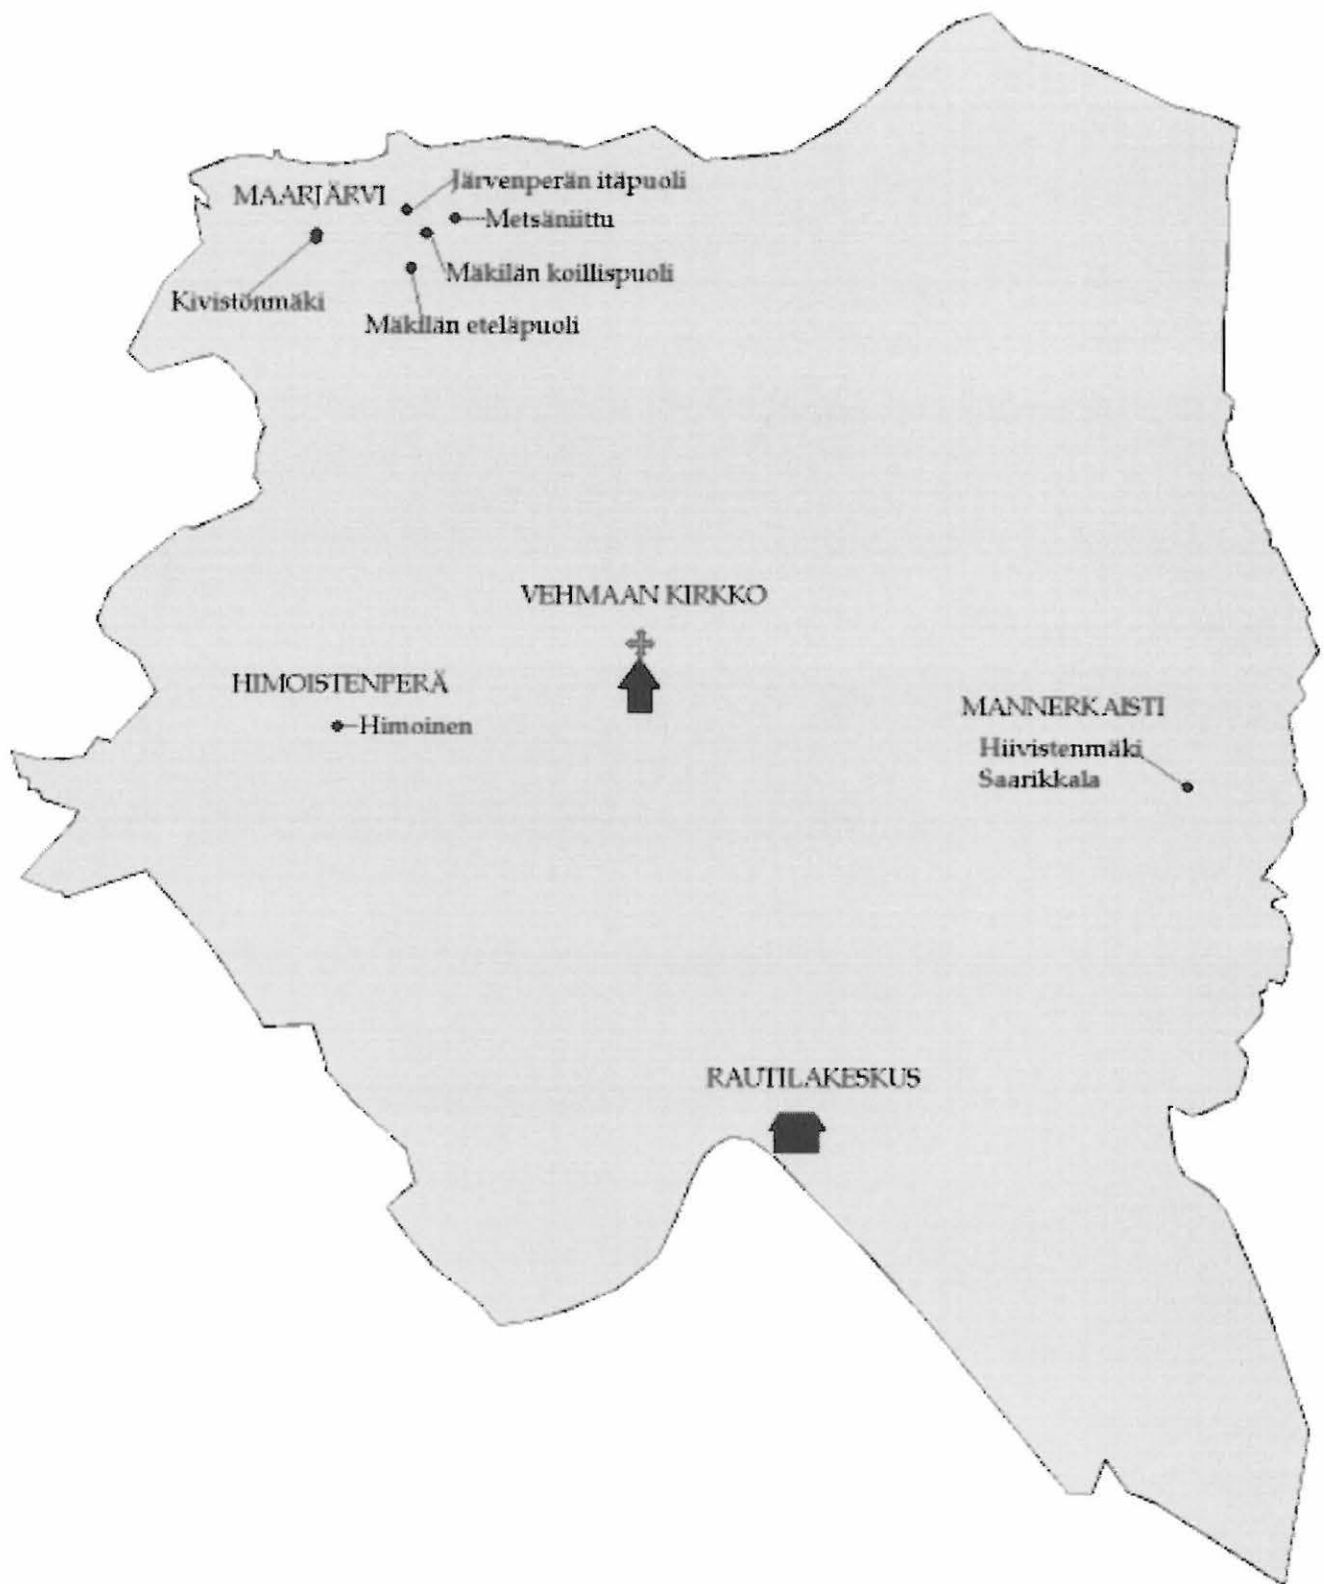 MAARJÄRVI
Järvenperän itäpuoli
Metsäniittu
Mäkilän koillispuoli
Kivistönmäki
Mäkilän eteläpuoli
VEHMAAN KIRKKO
HIMOISTENPERÄ
Himoinen
MANNERKAISTI
Hiivistenmäki
Saarikkala
RAUTILAKESKUS